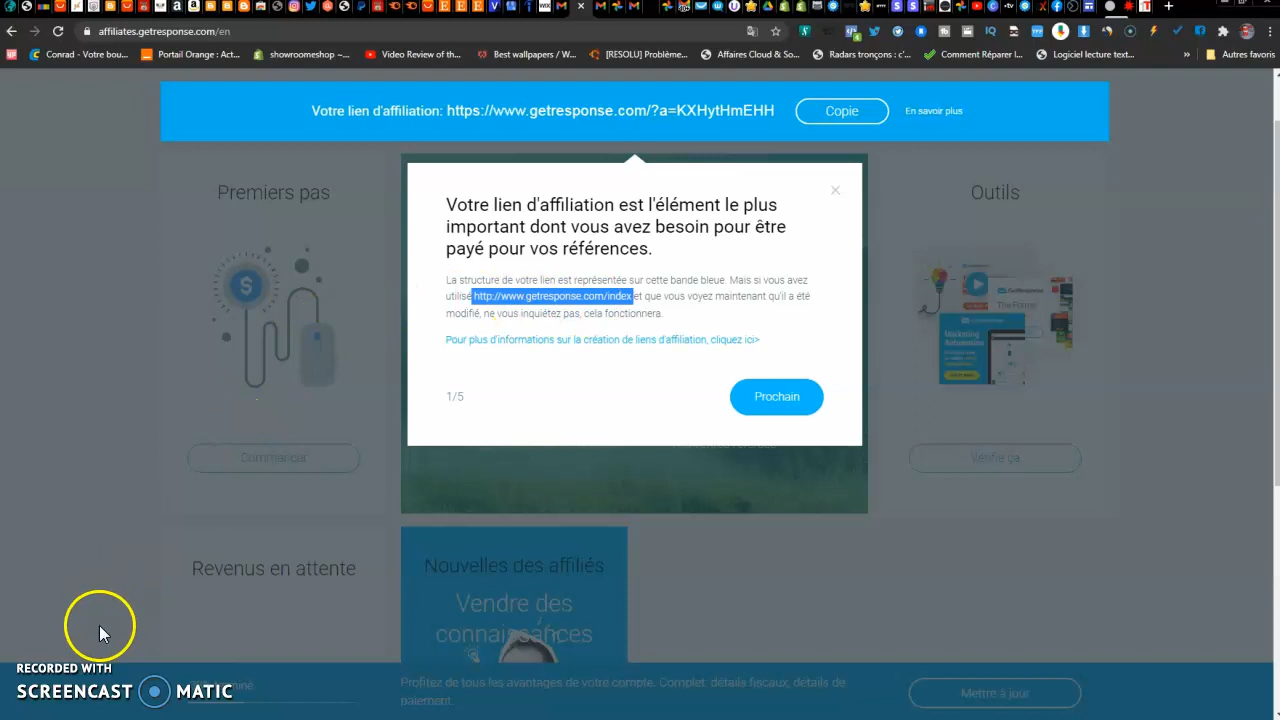 affiliates.getresponse.com/en
Conrad - Votre bou...
Portail Orange : Act...
showroomeshop : ...
Video Review of the...
Best wallpapers / W...
[RESOLU] Problème...
Affaires Cloud & So...
Radars tronçons : c...
Comment Réparer l...
Logiciel lecture text...
» Autres favoris
Votre lien d'affiliation: https://www.getresponse.com/?a=KXHytHmEHH
Copie
En savoir plus
Premiers pas
Outils
Votre lien d'affiliation est l'élément le plus
important dont vous avez besoin pour être
payé pour vos références.
La structure de votre lien est représentée sur cette bande bleue. Mais si vous avez
utilisé http://www.getresponse.com/index et que vous voyez maintenant qu'il a été
modifié, ne vous inquiétez pas, cela fonctionnera.
Pour plus d'informations sur la création de liens d'affiliation, cliquez ici>
1/5
Prochain
Commencer
Vérifie ça
Revenus en attente
Nouvelles des affiliés
Vendre des
connaissances
Profitez de tous les avantages de votre compte. Complet: détails fiscaux, détails de
paiement.
Mettre à jour
RECORDED WITH
SCREENCAST MATIC